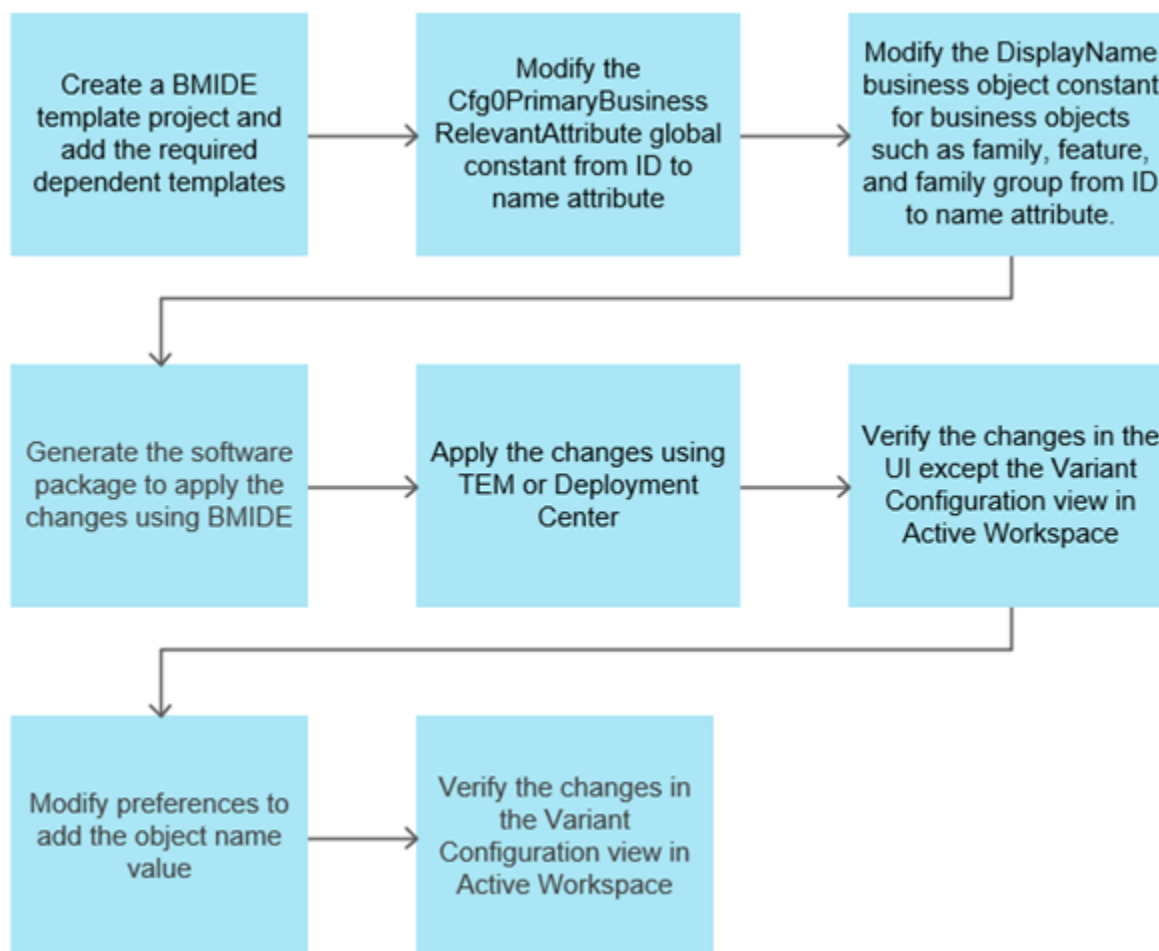 Create a BMIDE
template project and
add the required
dependent templates
Modify the
Cfg0PrimaryBusiness
RelevantAttribute global
constant from ID to
name attribute
Modify the DisplayName
business object constant
for business objects
such as family, feature,
and family group from ID
to name attribute.
Generate the software
package to apply the
changes using BMIDE
Apply the changes using
TEM or Deployment
Center
Verify the changes in the
UI except the Variant
Configuration view in
Active Workspace
Modify preferences to
add the object name
value
Verify the changes in
the Variant
Configuration view in
Active Workspace